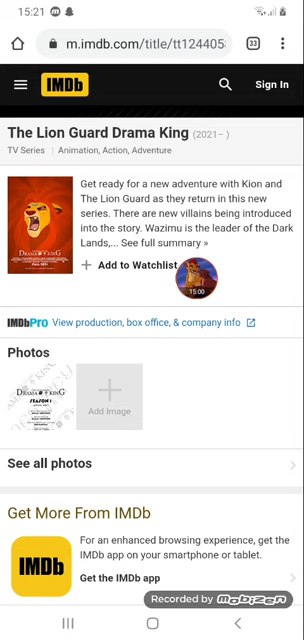 15:21
m.imdb.com/title/tt124405
33
IMDb
Sign In
The Lion Guard Drama King (2021– )
TV Series | Animation, Action, Adventure
Get ready for a new adventure with Kion and
The Lion Guard as they return in this new
series. There are new villains being introduced
into the story. Wazimu is the leader of the Dark
Lands,... See full summary »
+ Add to Watchlist
15:00
IMDbPro View production, box office, & company info
Photos
DRAMA KING
SEASON 1
Add Image
See all photos
Get More From IMDb
For an enhanced browsing experience, get the
IMDb app on your smartphone or tablet.
IMDb
Get the IMDb app
Recorded by mobizen